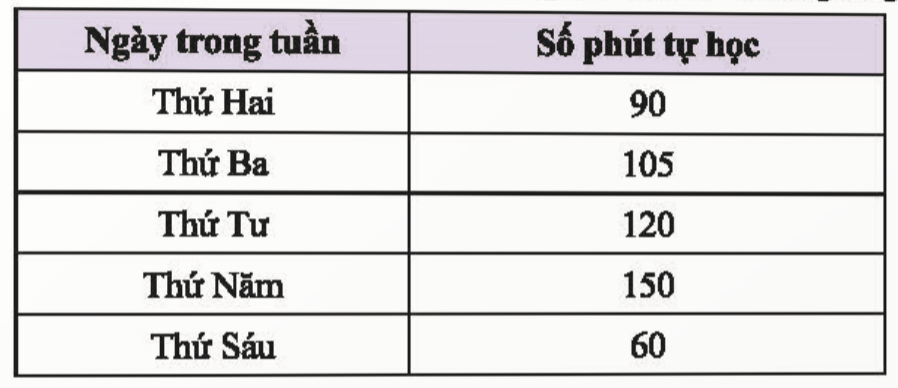 Ngày trong tuần Số phút tự học
Thứ Hai 90
Thứ Ba 105
Thứ Tư 120
Thứ Năm 150
Thứ Sáu 60